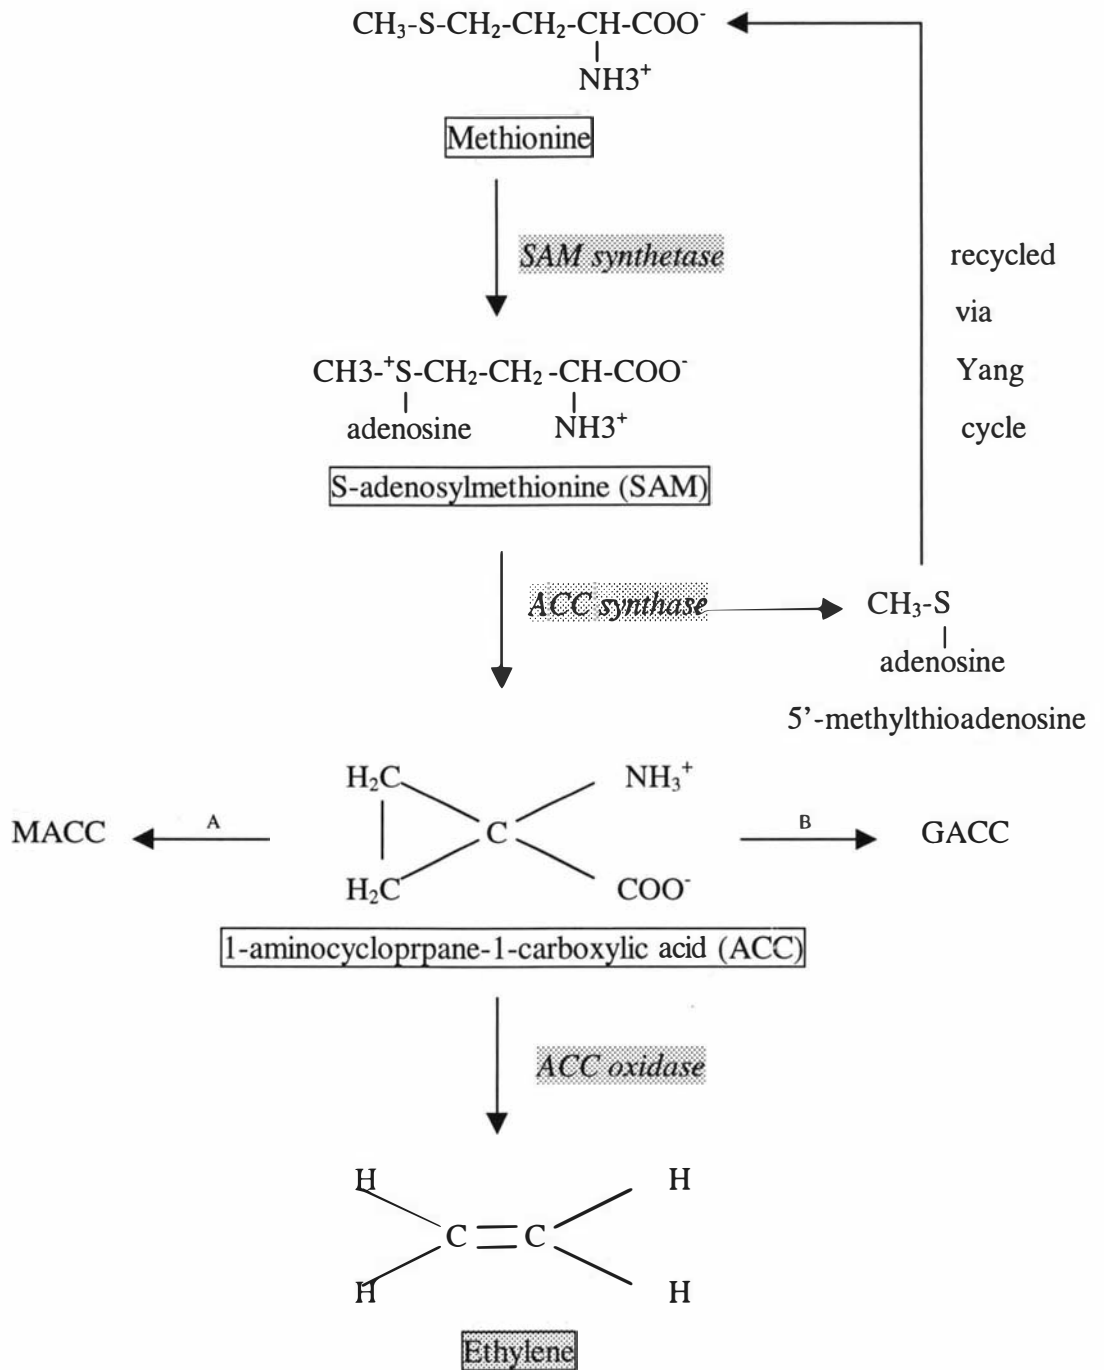 CH₃-S-CH₂-CH₂-CH-COO⁻
NH3⁺
Methionine
SAM synthetase
recycled
via
Yang
cycle
CH3-⁺S-CH₂-CH₂-CH-COO⁻
adenosine NH3⁺
S-adenosylmethionine (SAM)
ACC synthase
CH₃-S
adenosine
5’-methylthioadenosine
H₂C NH₃⁺
MACC A C B GACC
H₂C COO⁻
1-aminocycloprpane-1-carboxylic acid (ACC)
ACC oxidase
H H
C C
H H
Ethylene